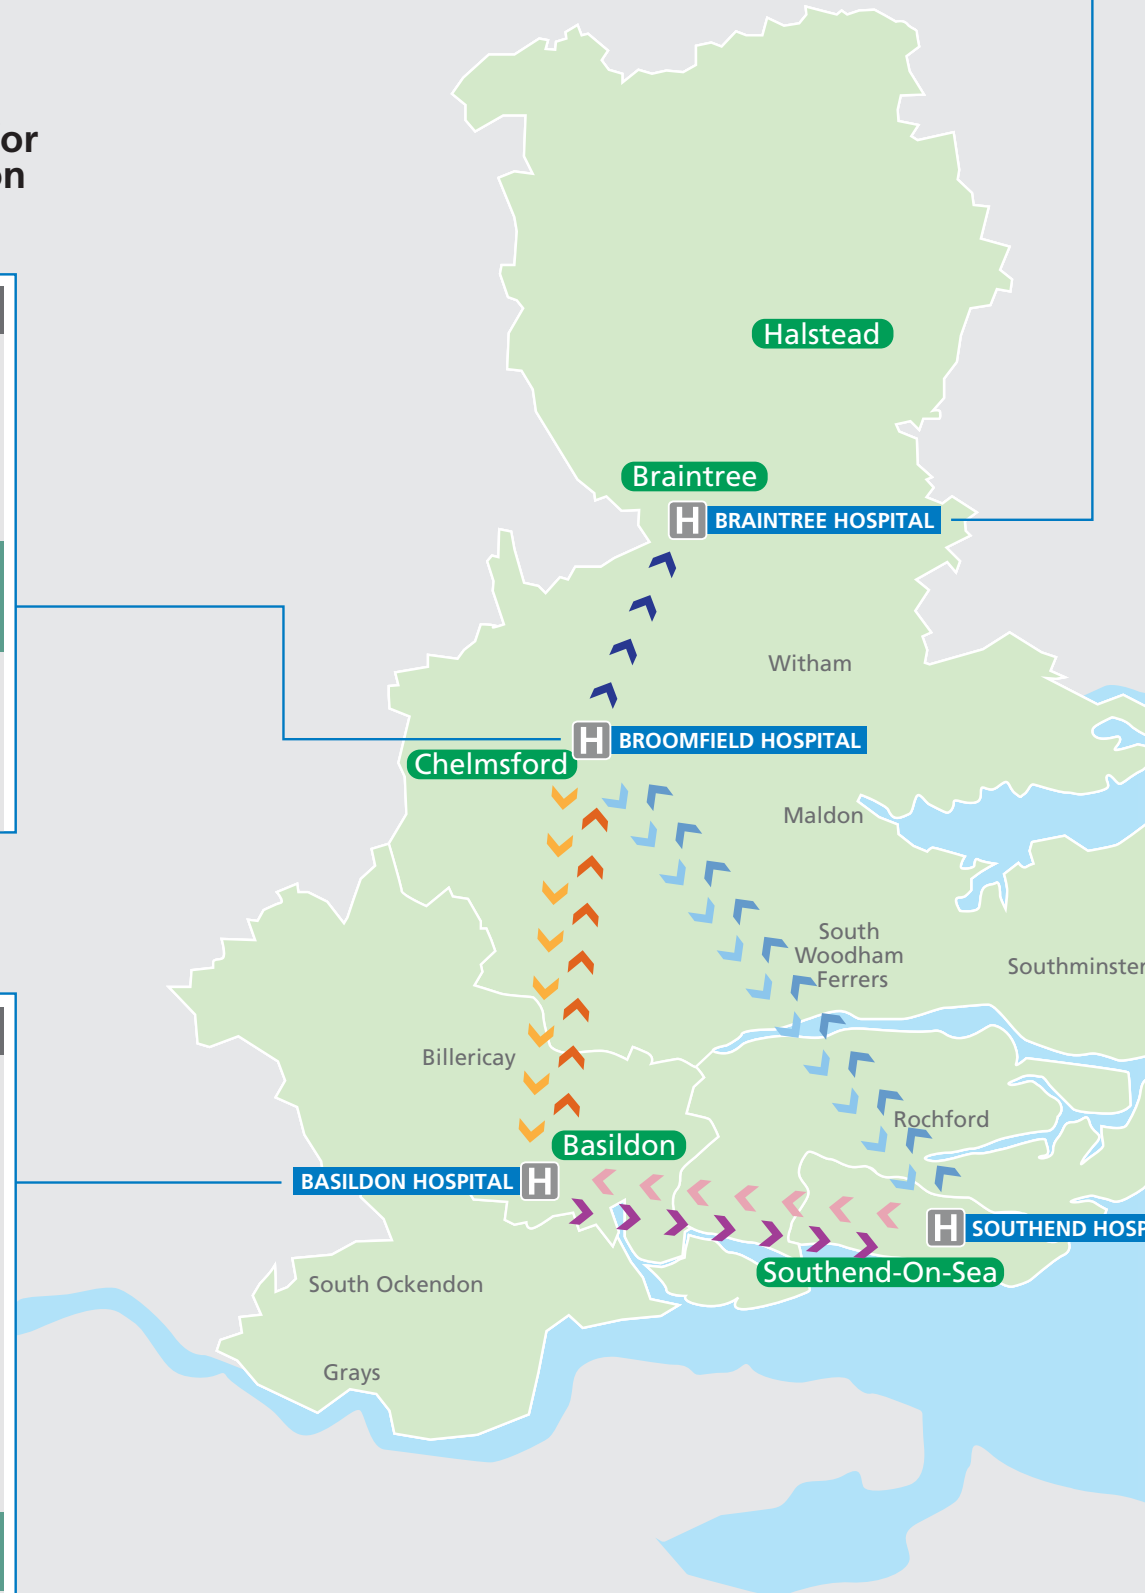 or
on
Halstead
Braintree
H
BRAINTREE HOSPITAL
Witham
H
BROOMFIELD HOSPITAL
Chelmsford
Maldon
South
Woodham
Ferrers
Southminster
Billericay
Rochford
Basildon
BASILDON HOSPITAL
H
H
SOUTHEND HOSP
Southend-On-Sea
South Ockendon
Grays